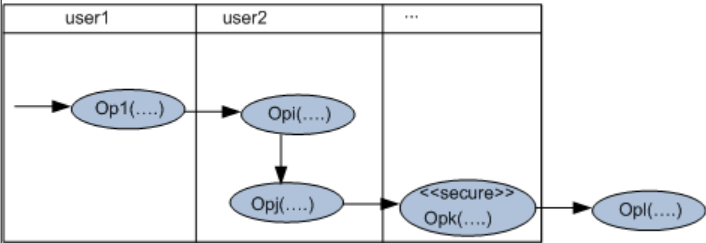 user1
user2
...
Op1(....)
Opi(....)
Opj(....)
<<secure>>
Opk(....)
Opl(....)